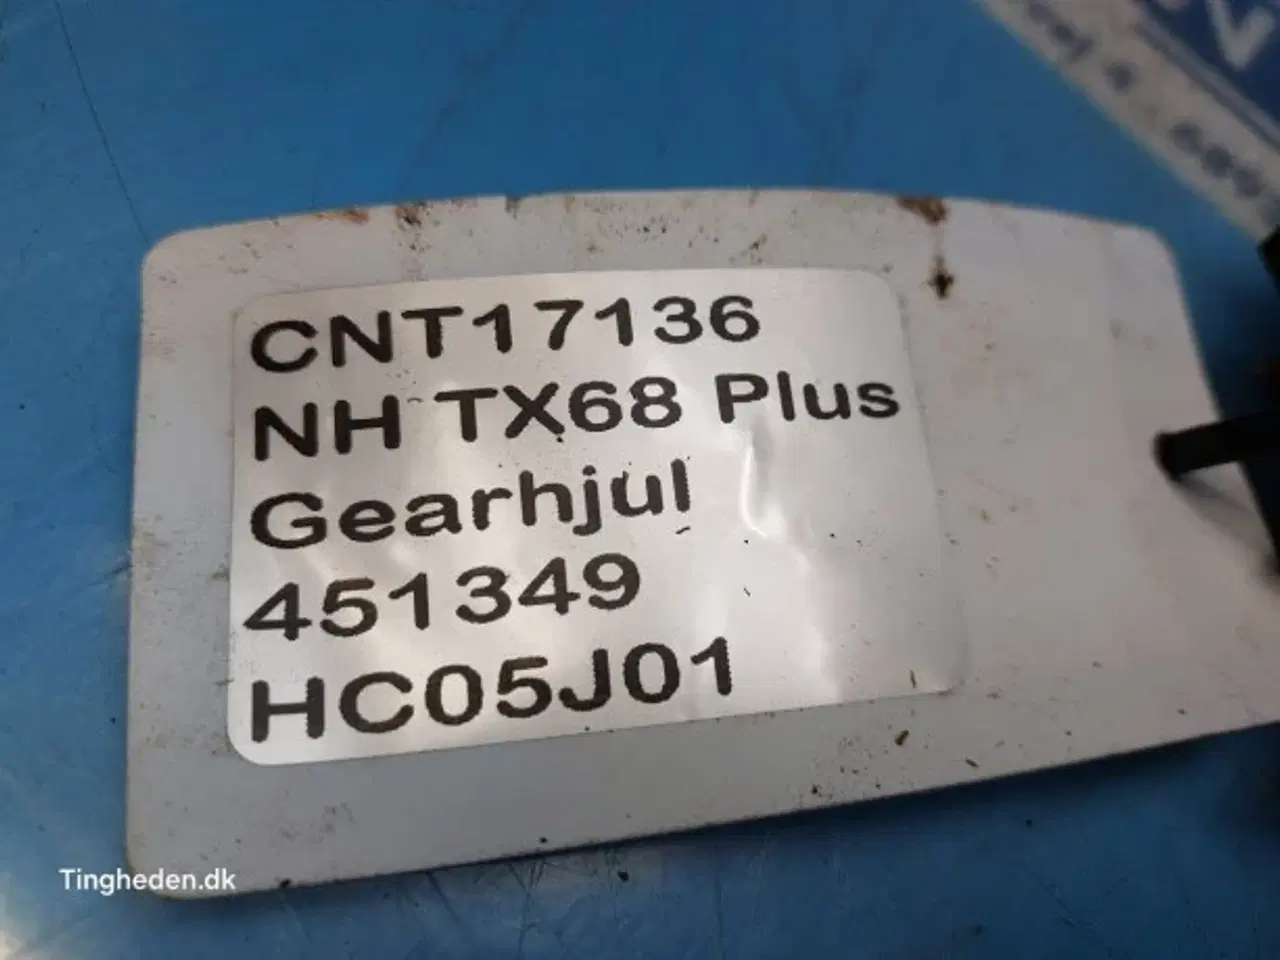 CNT17136
NH TX68 Plus
Gearhjul
451349
HC05J01
Tingheden.dk